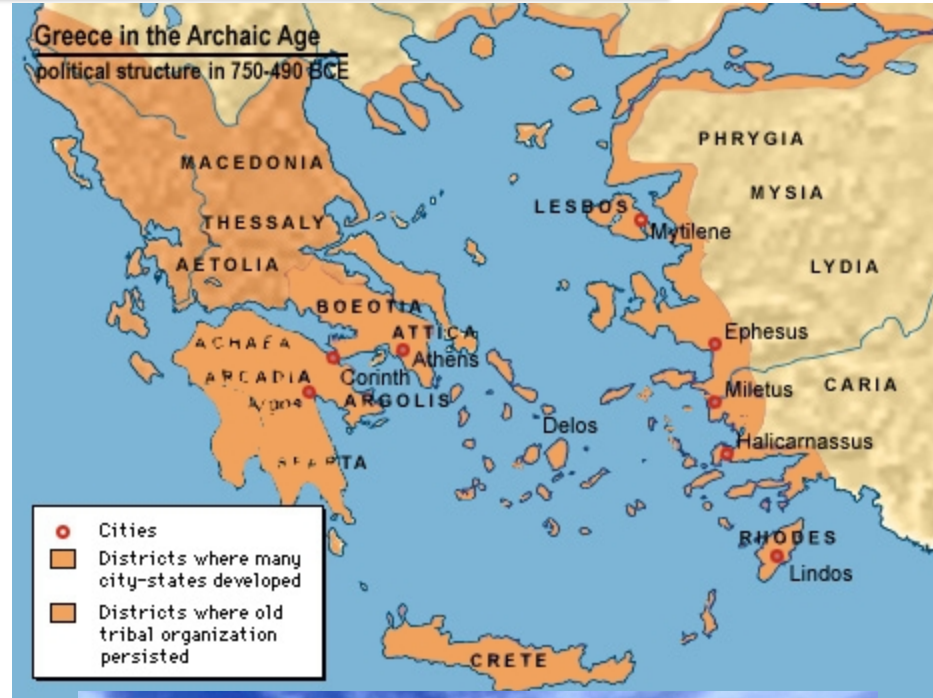 Greece in the Archaic Age
political structure in 750-490 BCE
MACEDONIA
PHRYGIA
MYSIA
LESBOS
Mytilene
THESSALY
AETOLIA
LYDIA
BOEOTIA
ATTICA
Athens
Ephesus
ACHAEA
Corinth
ARCADIA
Argos
ARGOLIS
Miletus
CARIA
Delos
Halicarnassus
SPARTA
RHODES
Lindos
CRETE
Cities
Districts where many
city-states developed
Districts where old
tribal organization
persisted